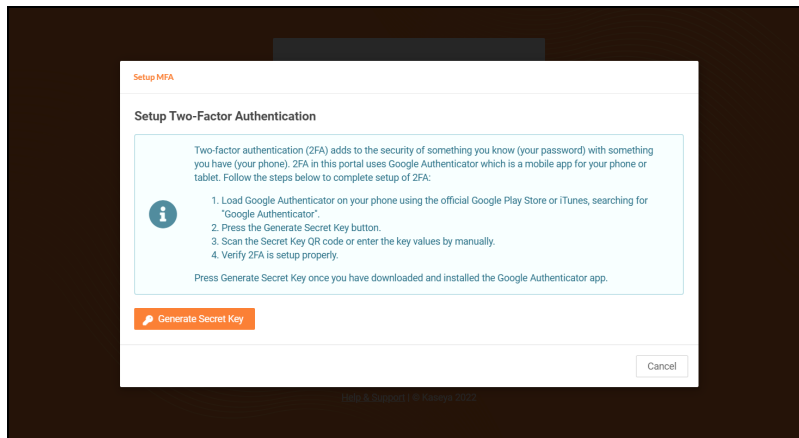 Setup MFA
Setup Two-Factor Authentication
Two-factor authentication (2FA) adds to the security of something you know (your password) with something
you have (your phone). 2FA in this portal uses Google Authenticator which is a mobile app for your phone or
tablet. Follow the steps below to complete setup of 2FA:
1. Load Google Authenticator on your phone using the official Google Play Store or iTunes, searching for
"Google Authenticator".
2. Press the Generate Secret Key button.
3. Scan the Secret Key QR code or enter the key values by manually.
4. Verify 2FA is setup properly.
Press Generate Secret Key once you have downloaded and installed the Google Authenticator app.
Generate Secret Key
Cancel
Help & Support | © Kaseya 2022